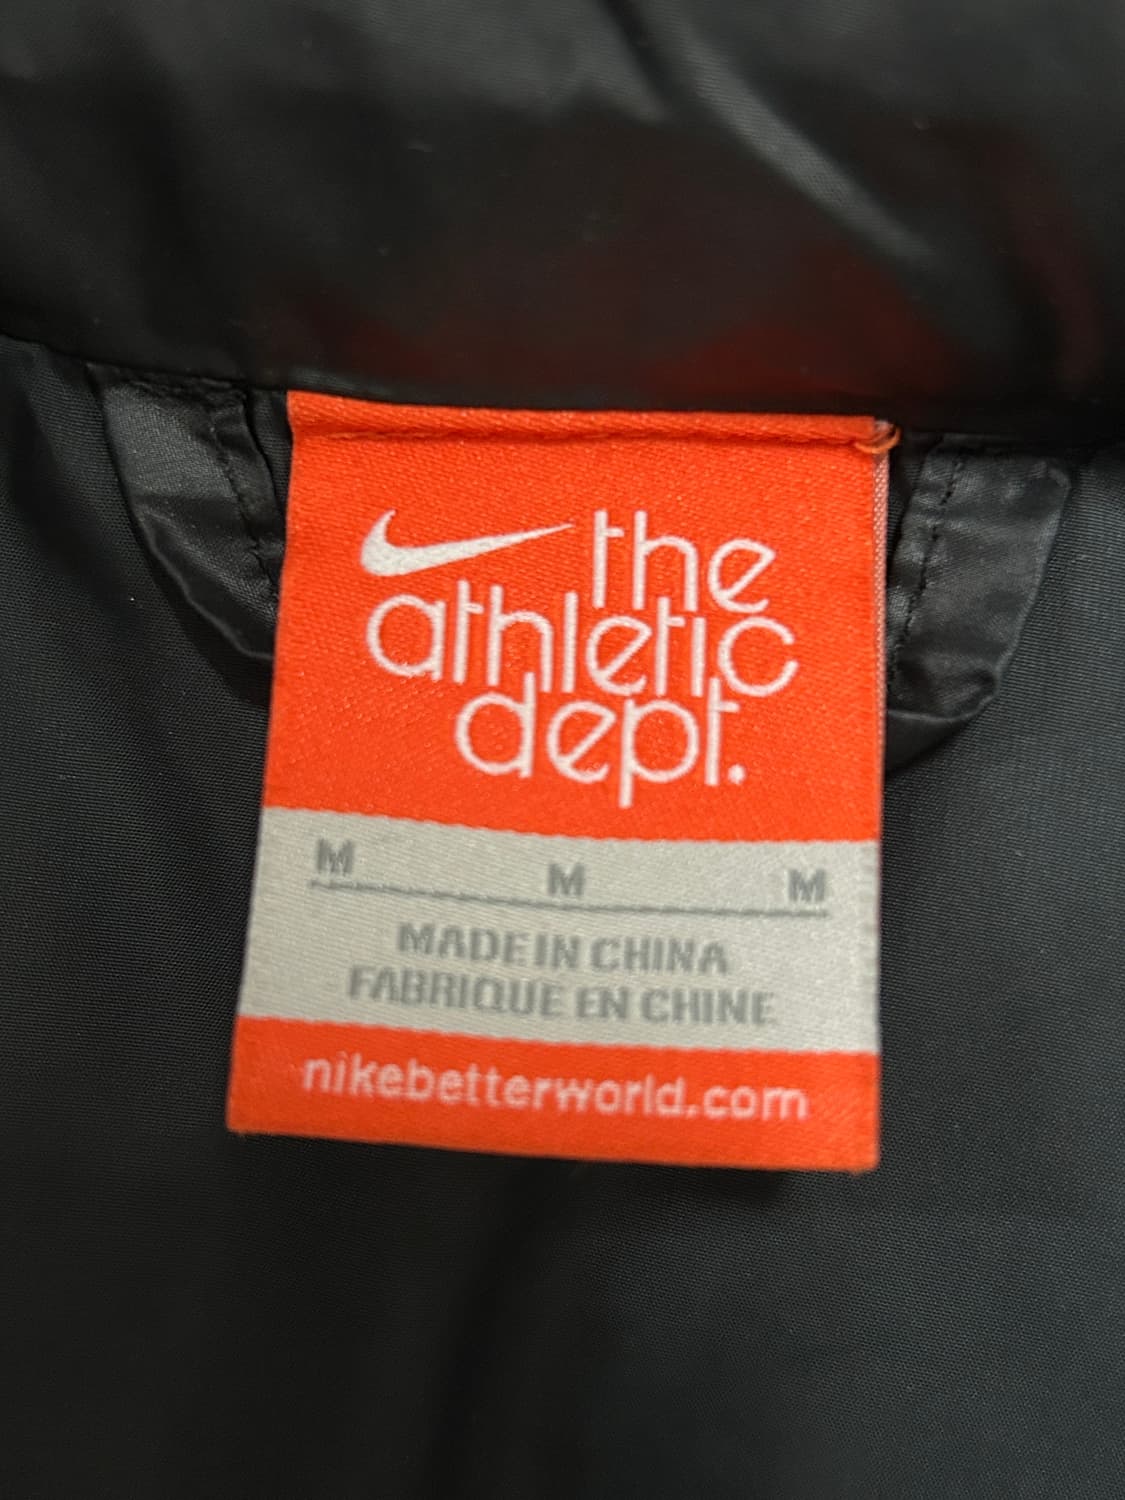 the
athletic
dept.
M M M
MADE IN CHINA
FABRIQUE EN CHINE
nikebetterworld.com